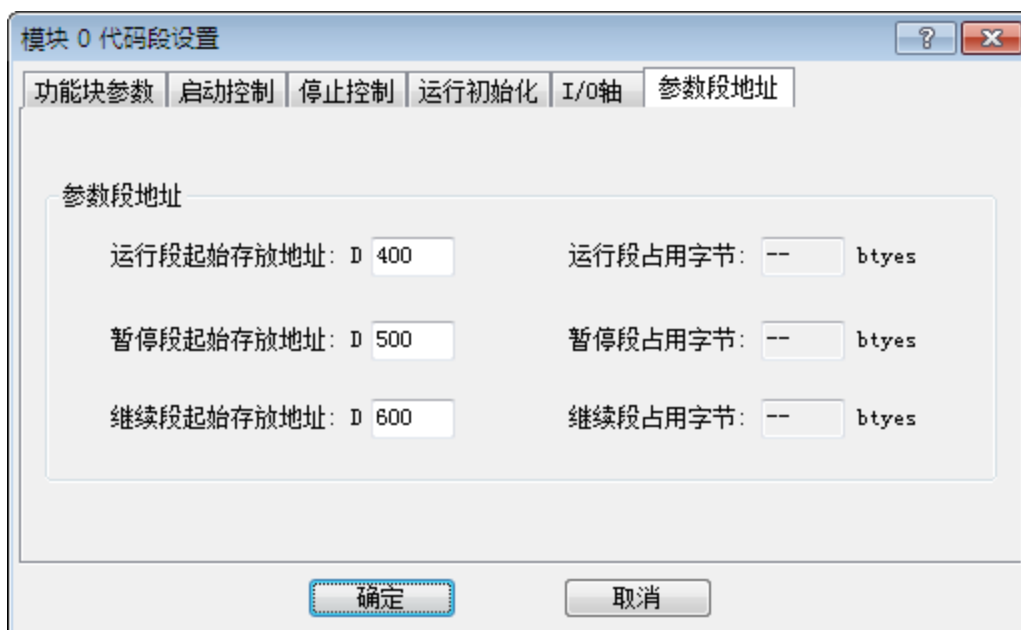 模块 0 代码段设置
功能块参数 启动控制 停止控制 运行初始化 I/O轴 参数段地址
参数段地址
运行段起始存放地址: D 400 运行段占用字节: -- btyes
暂停段起始存放地址: D 500 暂停段占用字节: -- btyes
继续段起始存放地址: D 600 继续段占用字节: -- btyes
确定 取消